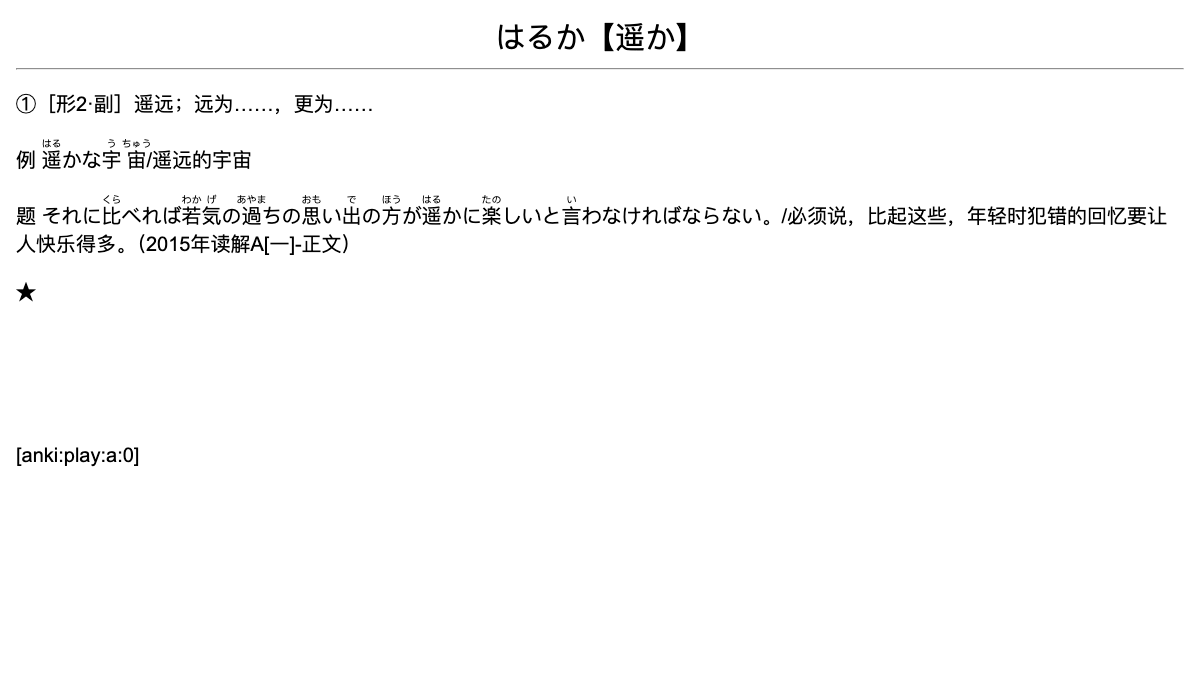 はるか【遥か】
①［形2·副］遥远；远为……，更为……
はる う ちゅう
例 遥かな宇 宙/遥远的宇宙
くら わか げ あやま おも で ほう はる たの い
题 それに比べれば若気の過ちの思い出の方が遥かに楽しいと言わなければならない。/必须说，比起这些，年轻时犯错的回忆要让
人快乐得多。（2015年读解A[一]-正文）
★
[anki:play:a:0]